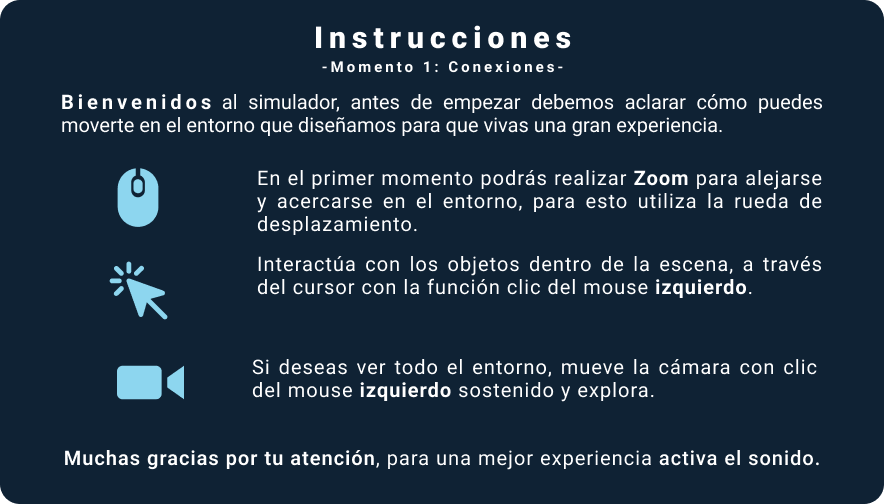 Instrucciones
-Momento 1: Conexiones-
Bienvenidos al simulador, antes de empezar debemos aclarar cómo puedes
moverte en el entorno que diseñamos para que vivas una gran experiencia.
En el primer momento podrás realizar Zoom para alejarse
y acercarse en el entorno, para esto utiliza la rueda de
desplazamiento.
Interactúa con los objetos dentro de la escena, a través
del cursor con la función clic del mouse izquierdo.
Si deseas ver todo el entorno, mueve la cámara con clic
del mouse izquierdo sostenido y explora.
Muchas gracias por tu atención, para una mejor experiencia activa el sonido.